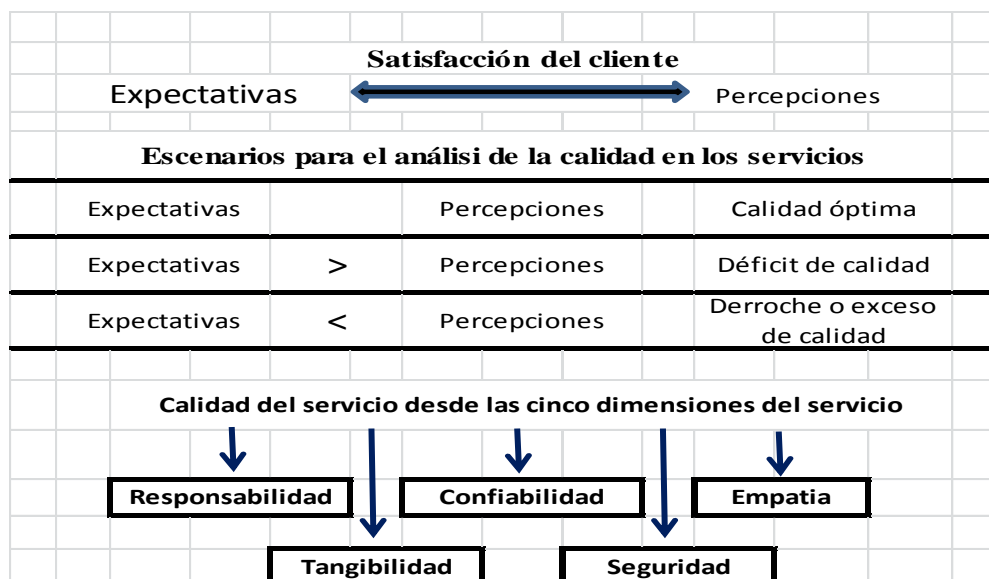 Satisfacción del cliente
Expectativas Percepciones
Escenarios para el análisi de la calidad en los servicios
Expectativas Percepciones Calidad óptima
Expectativas > Percepciones Déficit de calidad
Expectativas < Percepciones Derroche o exceso
de calidad
Calidad del servicio desde las cinco dimensiones del servicio
Responsabilidad Confiabilidad Empatia
Tangibilidad Seguridad